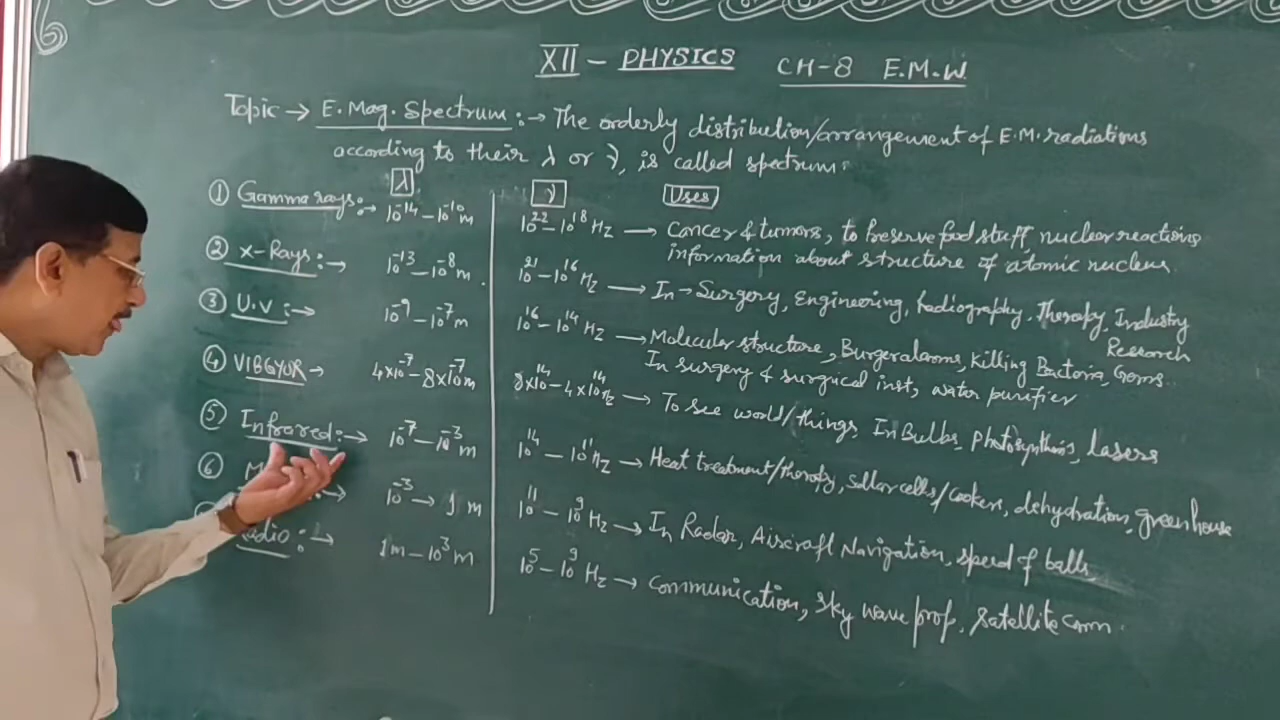 XII - PHYSICS CH-8 E.M.W
Topic → E. Mag. Spectrum :→ The orderly distribution/arrangement of E.M. radiations
according to their λ or ν, is called spectrum:
λ ν Uses
① Gamma rays:→ 10⁻¹⁴ – 10⁻¹⁰ m 10²² – 10¹⁸ Hz → Cancer & tumors, to Preserve food stuff, nuclear reactions
information about structure of atomic nucleus
② X-Rays :→ 10⁻¹³ – 10⁻⁸ m. 10²¹ – 10¹⁶ Hz → In → Surgery, Engineering, Radiography, Therapy, Industry
Research
③ U.V :→ 10⁻⁹ – 10⁻⁷ m 10¹⁶ – 10¹⁴ Hz → Molecular structure, Burgeralarms, Killing Bacteria, Germs
In surgery & surgical inst, water purifier
④ VIBGYOR → 4×10⁻⁷ – 8×10⁻⁷ m 8×10¹⁴ – 4×10¹⁴ Hz → To see world/things, In Bulbs, photosynthesis, lasers
⑤ Infrared :→ 10⁻⁷ – 10⁻³ m 10¹⁴ – 10¹¹ Hz → Heat treatment/therapy, Sollar cells/cookers, dehydration, green house
⑥ M :→ 10⁻³ → 1 m 10¹¹ – 10⁹ Hz → In Radar, Aircraft Navigation, speed of balls,
adio :→ 1m – 10³ m 10⁵ – 10⁹ Hz → Communication, sky wave prop, Satellite comm.